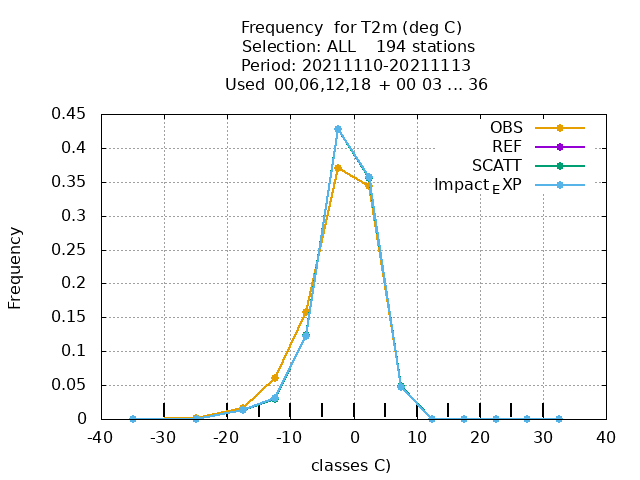 Frequency for T2m (deg C)
Selection: ALL 194 stations
Period: 20211110-20211113
Used 00,06,12,18 + 00 03 ... 36
Frequency
0.45
0.4
0.35
0.3
0.25
0.2
0.15
0.1
0.05
0
OBS
REF
SCATT
Impact_EXP
-40 -30 -20 -10 0 10 20 30 40
classes C)